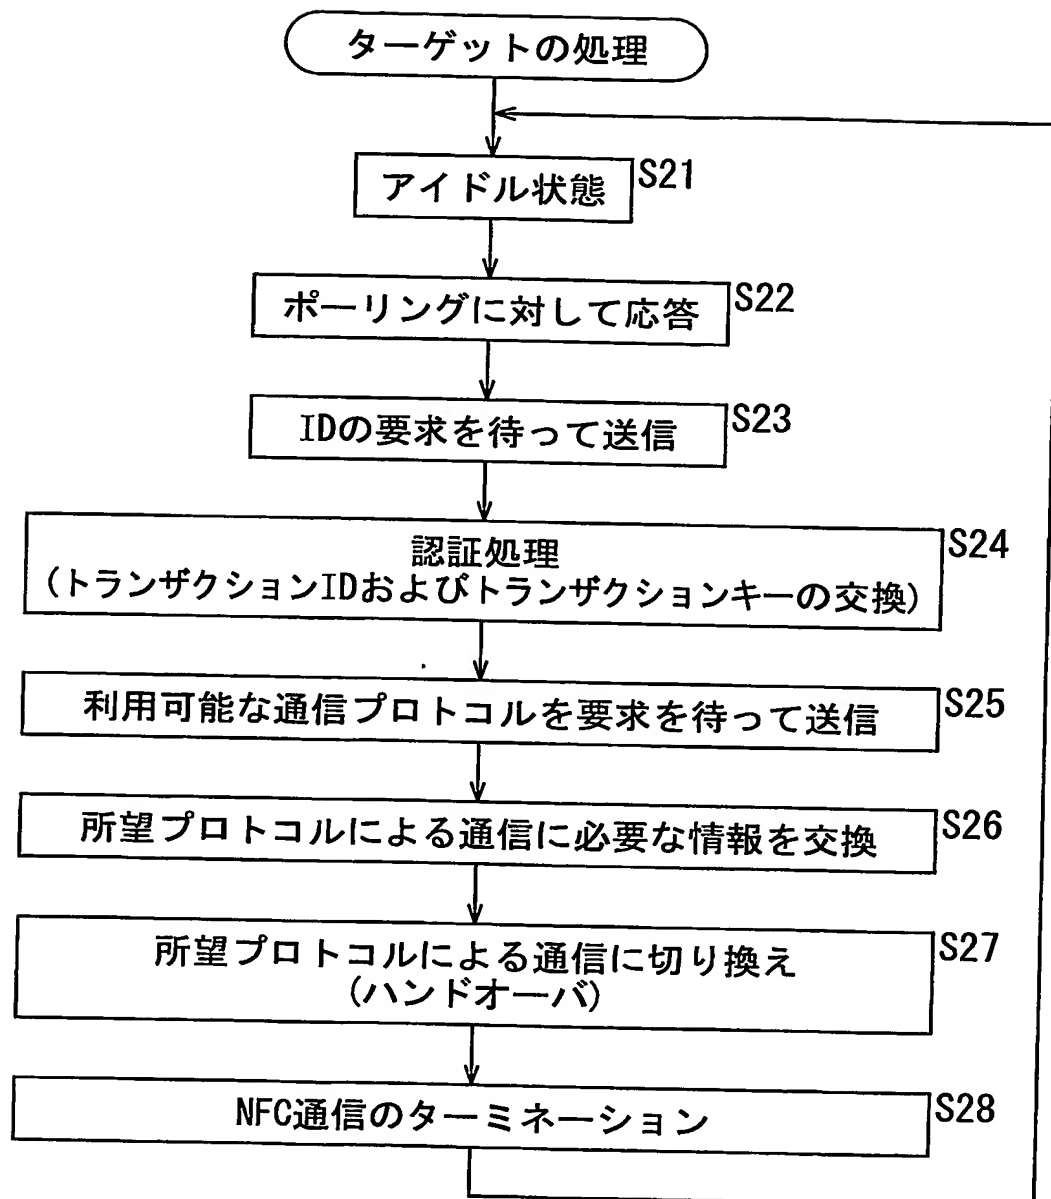 ターゲットの処理
アイドル状態 S21
ポーリングに対して応答 S22
IDの要求を待って送信 S23
認証処理 S24
(トランザクションIDおよびトランザクションキーの交換)
利用可能な通信プロトコルを要求を待って送信 S25
所望プロトコルによる通信に必要な情報を交換 S26
所望プロトコルによる通信に切り換え S27
(ハンドオーバ)
NFC通信のターミネーション S28